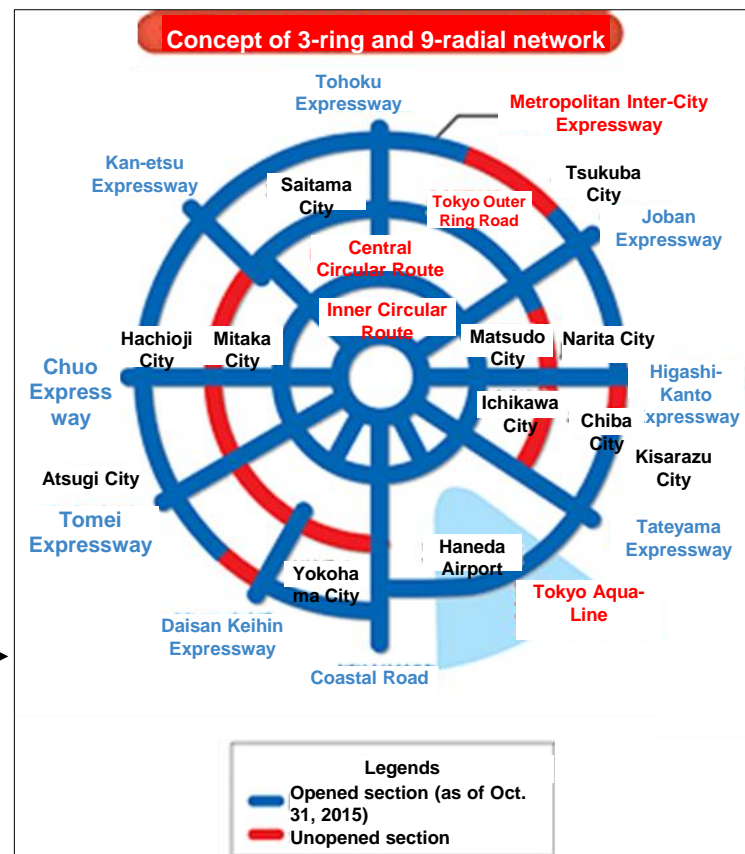 Concept of 3-ring and 9-radial network
Tohoku
Expressway
Metropolitan Inter-City
Expressway
Kan-etsu
Expressway
Saitama
City
Tsukuba
City
Tokyo Outer
Ring Road
Joban
Expressway
Central
Circular Route
Inner Circular
Route
Hachioji
City
Mitaka
City
Matsudo
City
Narita City
Chuo
Express
way
Higashi-
Kanto
Expressway
Ichikawa
City
Chiba
City
Kisarazu
City
Atsugi City
Tomei
Expressway
Tateyama
Expressway
Haneda
Airport
Yokoha
ma City
Tokyo Aqua-
Line
Daisan Keihin
Expressway
Coastal Road
Legends
Opened section (as of Oct.
31, 2015)
Unopened section